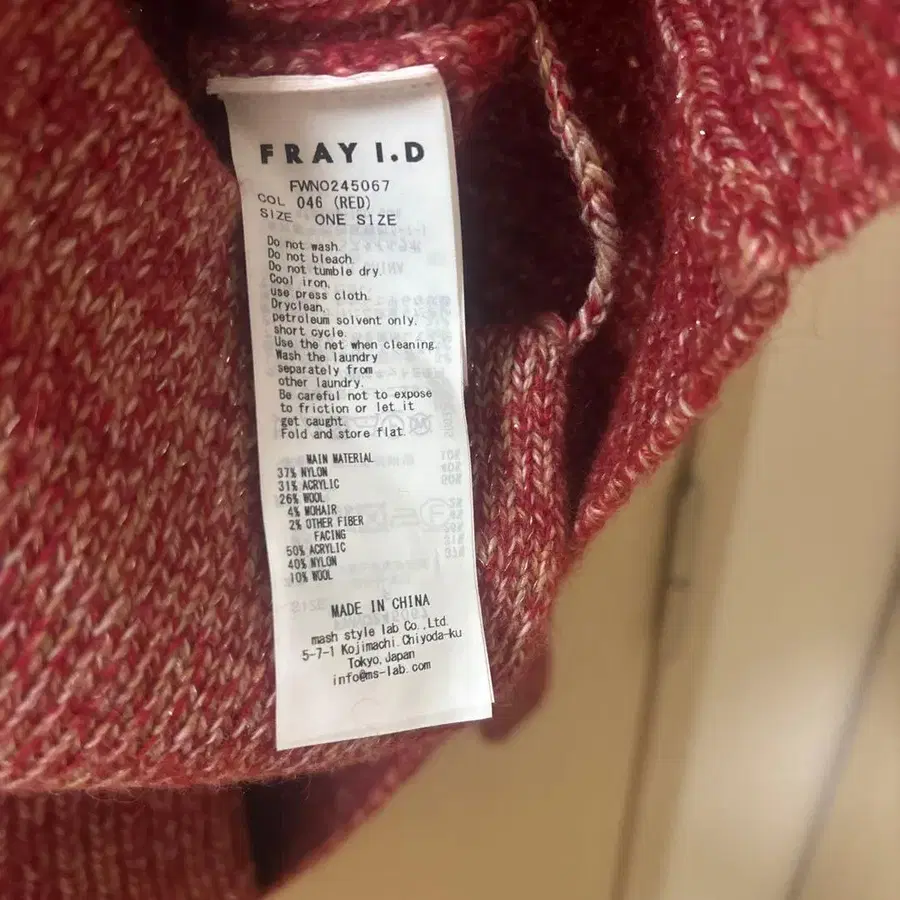 FRAY I.D
FWNO245067
COL 046 (RED)
SIZE ONE SIZE
Do not wash.
Do not bleach.
Do not tumble dry.
Cool iron,
use press cloth.
Dryclean,
petroleum solvent only,
short cycle.
Use the net when cleaning.
Wash the laundry
separately from
other laundry.
Be careful not to expose
to friction or let it
get caught.
Fold and store flat.
MAIN MATERIAL
37% NYLON
31% ACRYLIC
26% WOOL
4% MOHAIR
2% OTHER FIBER
FACING
50% ACRYLIC
40% NYLON
10% WOOL
MADE IN CHINA
mash style lab Co.,Ltd.
5-7-1 Kojimachi Chiyoda-ku
Tokyo, Japan
info@ms-lab.com